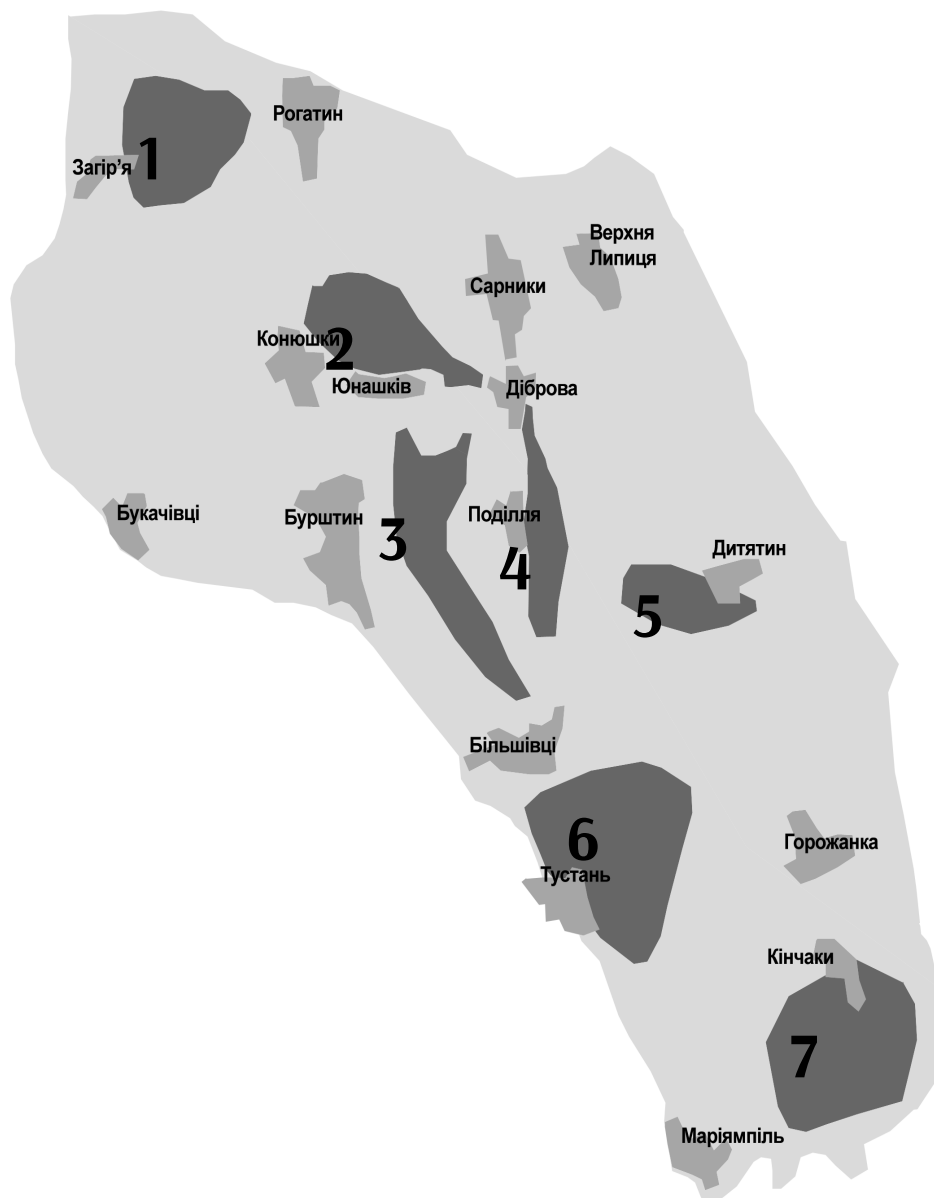 Рогатин
1
Загір’я
Верхня
Липиця
Сарники
Конюшки
2
Юнашків
Діброва
Букачівці
Бурштин
3
Поділля
4
Дитятин
5
Більшівці
6
Тустань
Горожанка
Кінчаки
7
Маріямпіль